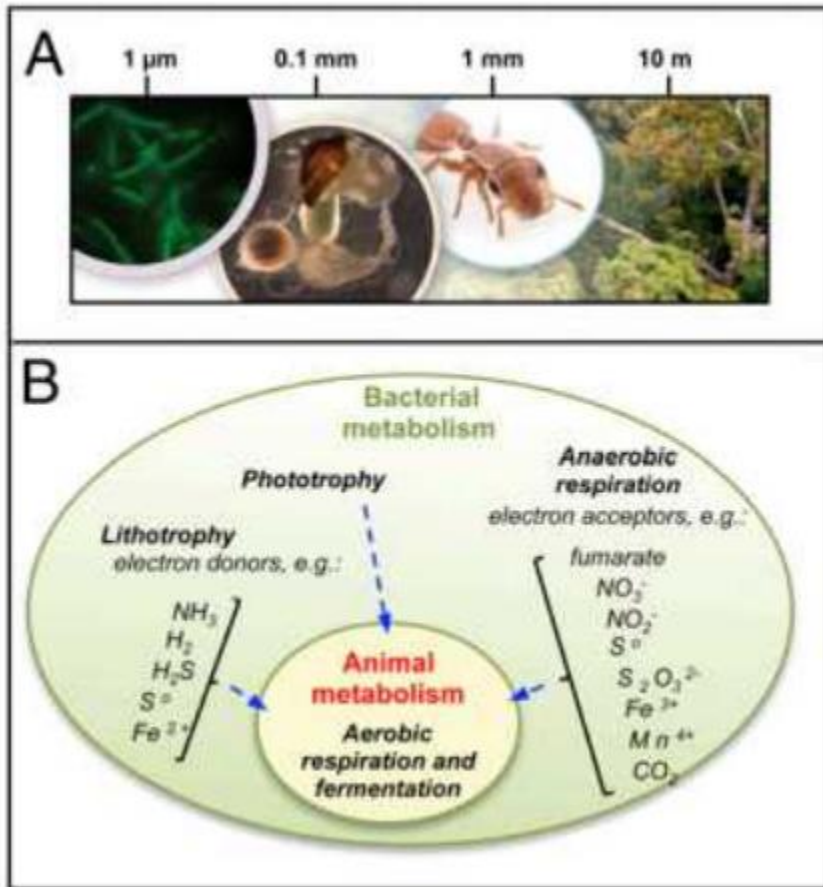 A
1 µm 0.1 mm 1 mm 10 m
B
Bacterial
metabolism
Phototrophy
Anaerobic
respiration
electron acceptors, e.g.:
Lithotrophy
electron donors, e.g.:
fumarate
NO₃⁻
NO₂⁻
S⁰
S₂O₃²⁻
Fe³⁺
Mn⁴⁺
CO₂
NH₃
H₂
H₂S
S⁰
Fe²⁺
Animal
metabolism
Aerobic
respiration and
fermentation